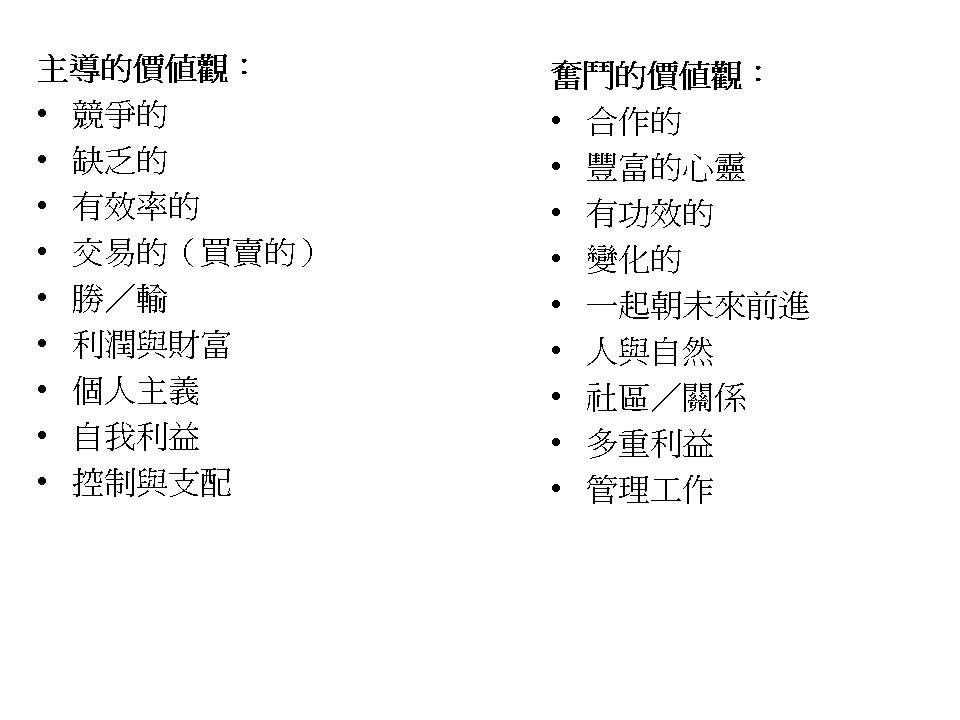 主導的價值觀：
• 競爭的
• 缺乏的
• 有效率的
• 交易的（買賣的）
• 勝／輸
• 利潤與財富
• 個人主義
• 自我利益
• 控制與支配
奮鬥的價值觀：
• 合作的
• 豐富的心靈
• 有功效的
• 變化的
• 一起朝未來前進
• 人與自然
• 社區／關係
• 多重利益
• 管理工作